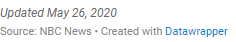 Updated May 26, 2020
Source: NBC News • Created with Datawrapper